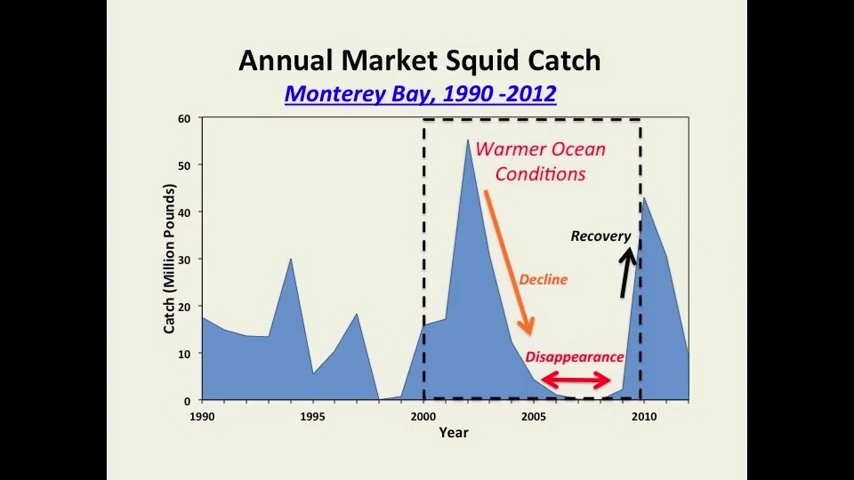 Annual Market Squid Catch
Monterey Bay, 1990 -2012
60
50
40
30
20
10
0
Catch (Million Pounds)
Warmer Ocean
Conditions
Recovery
Decline
Disappearance
1990
1995
2000
2005
2010
Year